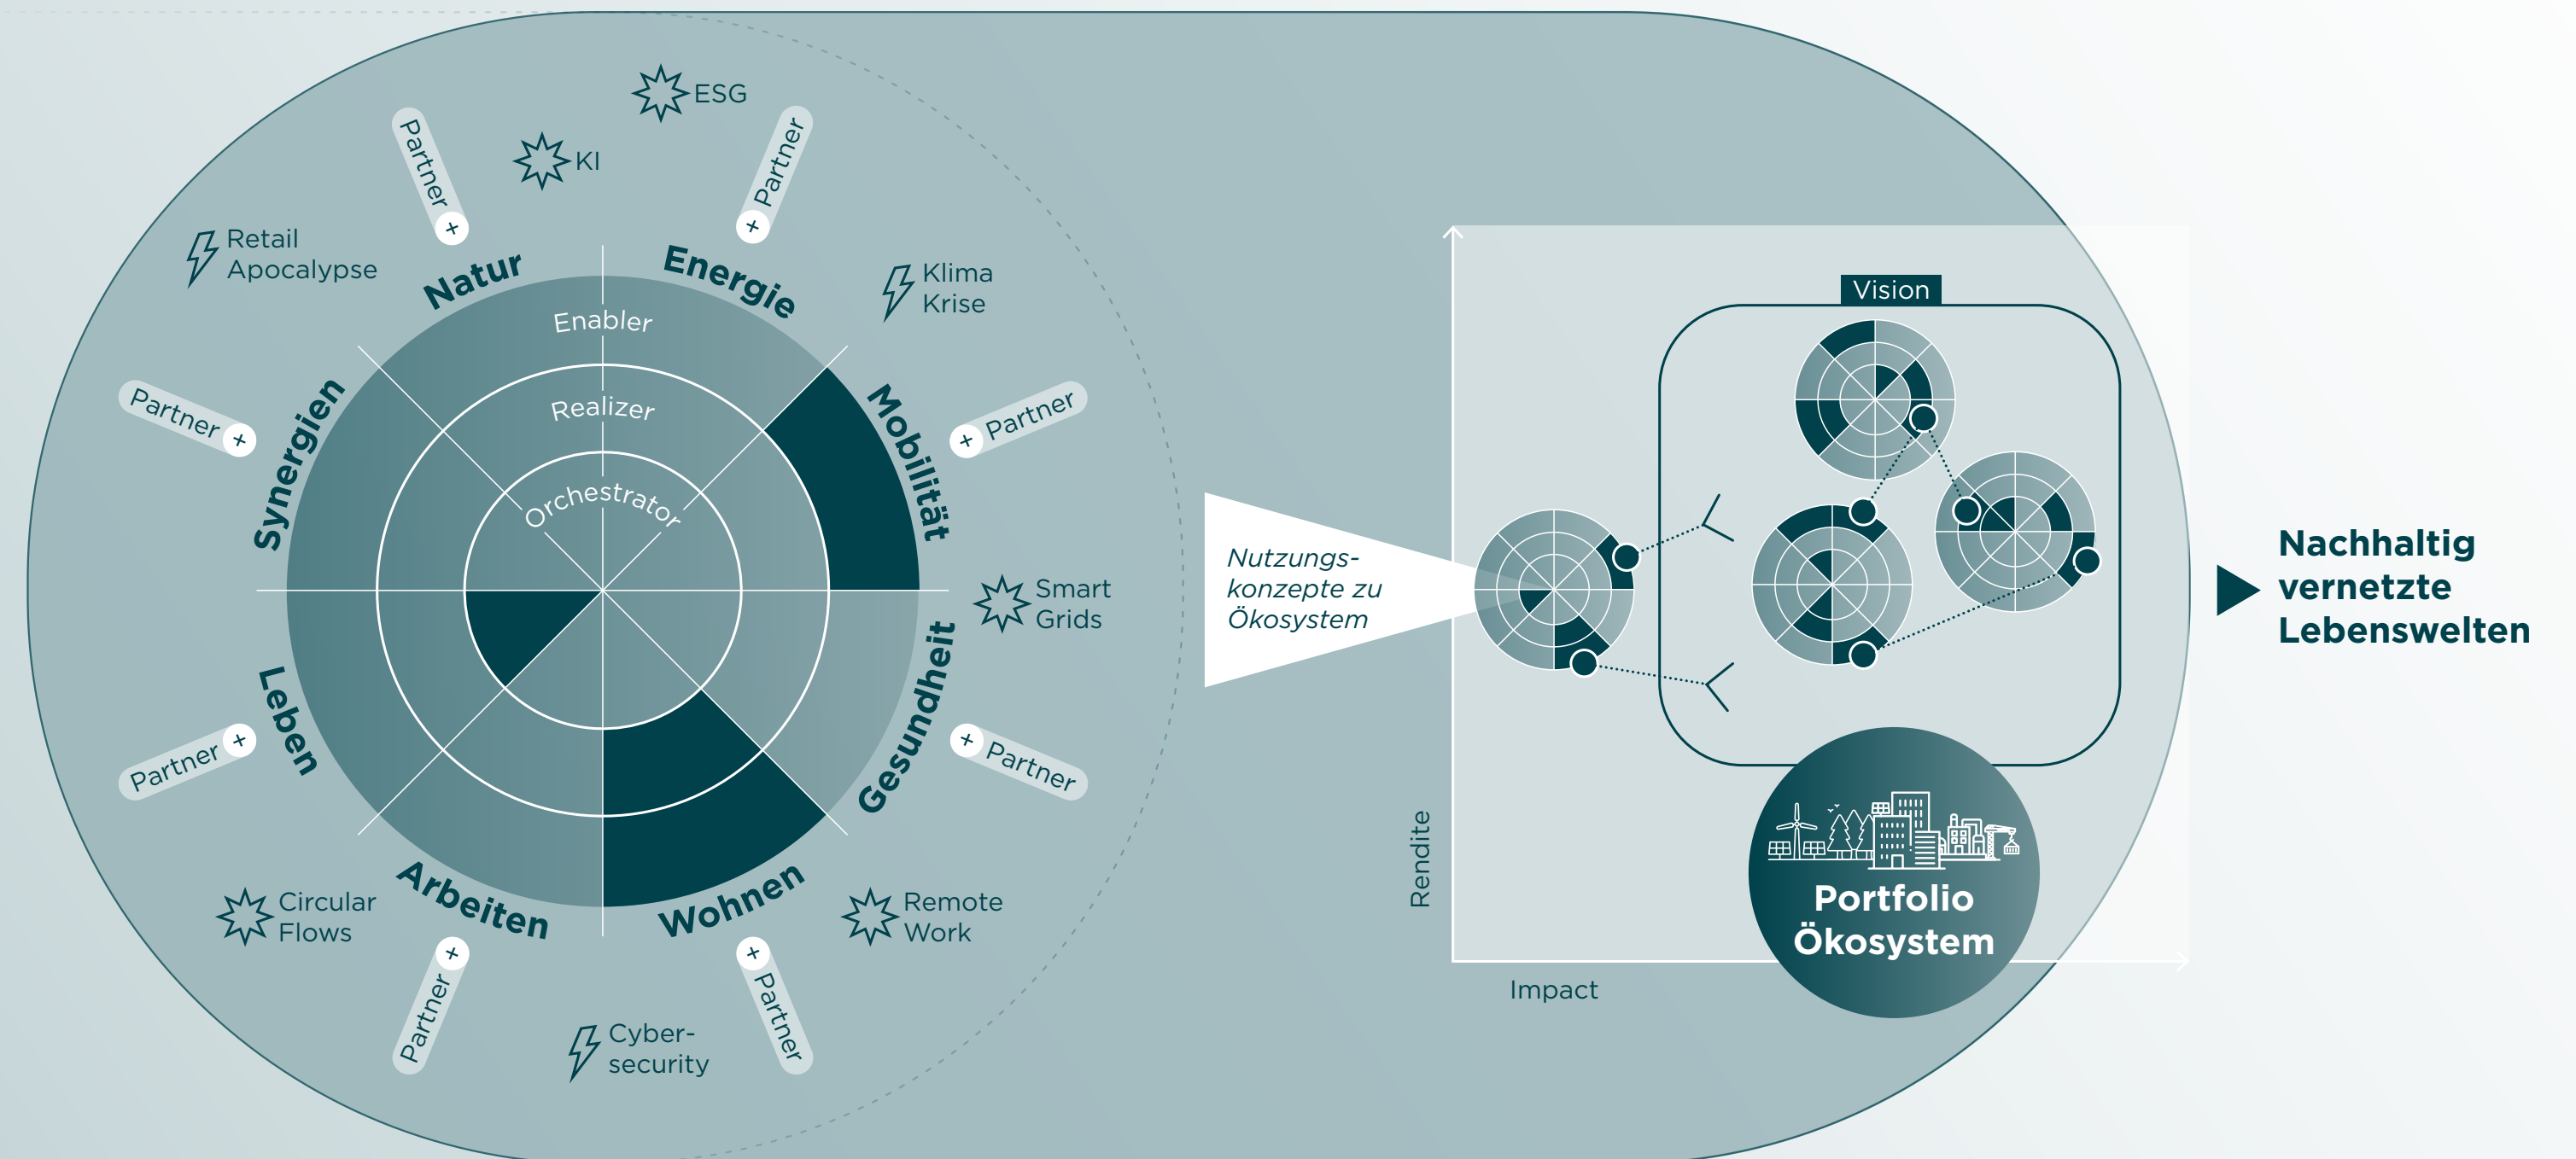 ESG
KI
Partner
+
Partner
+
Retail
Apocalypse
Klima
Krise
Natur
Energie
Enabler
Realizer
Orchestrator
Synergien
Mobilität
Partner
+
+
Partner
Smart
Grids
Leben
Gesundheit
Partner
+
+
Partner
Arbeiten
Wohnen
Circular
Flows
Remote
Work
+
Partner
+
Partner
Cyber-
security
Nutzungs-
konzepte zu
Ökosystem
Vision
Rendite
Impact
Portfolio
Ökosystem
Nachhaltig
vernetzte
Lebenswelten